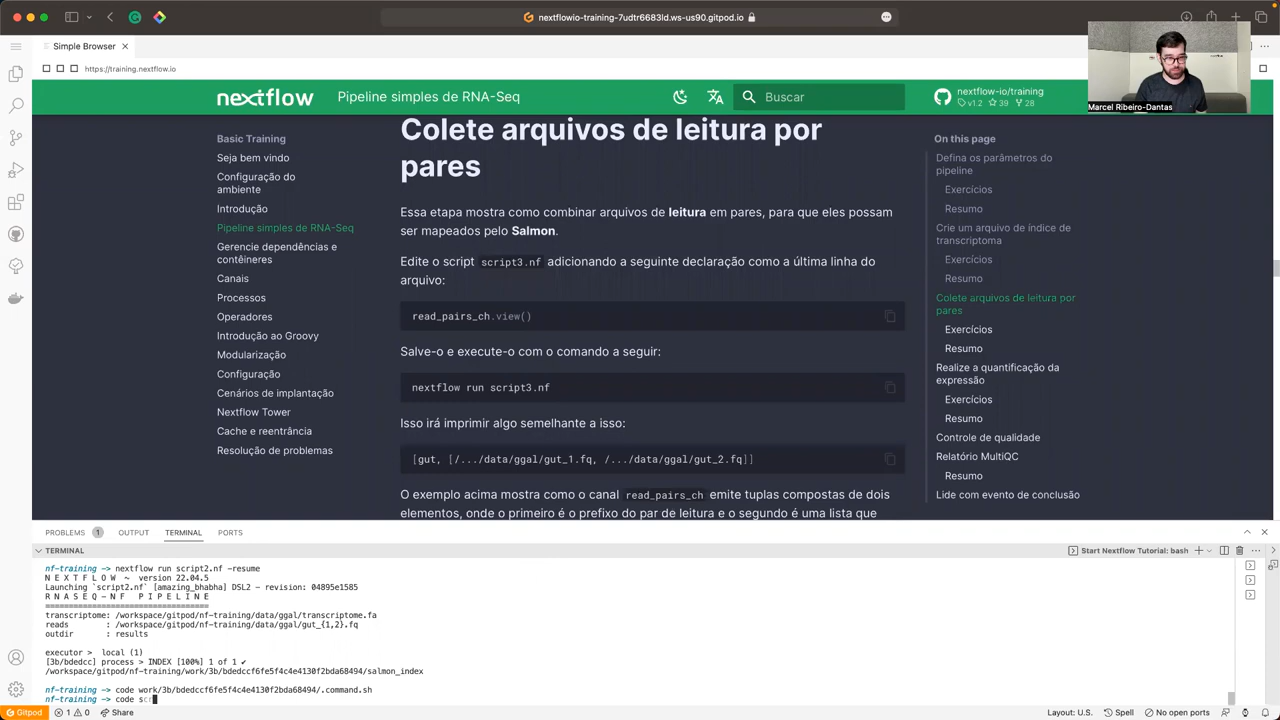 nextflowio-training-7udtr6683ld.ws-us90.gitpod.io
Simple Browser
https://training.nextflow.io
nextflow
Pipeline simples de RNA-Seq
Buscar
nextflow-io/training
v1.2 39 28
Marcel Ribeiro-Dantas
Basic Training
Seja bem vindo
Configuração do
ambiente
Introdução
Pipeline simples de RNA-Seq
Gerencie dependências e
contêineres
Canais
Processos
Operadores
Introdução ao Groovy
Modularização
Configuração
Cenários de implantação
Nextflow Tower
Cache e reentrância
Resolução de problemas
Colete arquivos de leitura por
pares
Essa etapa mostra como combinar arquivos de leitura em pares, para que eles possam
ser mapeados pelo Salmon.
Edite o script script3.nf adicionando a seguinte declaração como a última linha do
arquivo:
read_pairs_ch.view()
Salve-o e execute-o com o comando a seguir:
nextflow run script3.nf
Isso irá imprimir algo semelhante a isso:
[gut, [/.../data/ggal/gut_1.fq, /.../data/ggal/gut_2.fq]]
O exemplo acima mostra como o canal read_pairs_ch emite tuplas compostas de dois
elementos, onde o primeiro é o prefixo do par de leitura e o segundo é uma lista que
On this page
Defina os parâmetros do
pipeline
Exercícios
Resumo
Crie um arquivo de índice de
transcriptoma
Exercícios
Resumo
Colete arquivos de leitura por
pares
Exercícios
Resumo
Realize a quantificação da
expressão
Exercícios
Resumo
Controle de qualidade
Relatório MultiQC
Resumo
Lide com evento de conclusão
PROBLEMS 1 OUTPUT TERMINAL PORTS
TERMINAL
Start Nextflow Tutorial: bash
nf-training -> nextflow run script2.nf -resume
N E X T F L O W ~ version 22.04.5
Launching `script2.nf` [amazing_bhabha] DSL2 - revision: 04895e1585
R N A S E Q - N F   P I P E L I N E
===================================
transcriptome: /workspace/gitpod/nf-training/data/ggal/transcriptome.fa
reads : /workspace/gitpod/nf-training/data/ggal/gut_{1,2}.fq
outdir : results
executor > local (1)
[3b/bdedcc] process > INDEX [100%] 1 of 1 ✔
/workspace/gitpod/nf-training/work/3b/bdedccf6fe5f4c4e4130f2bda68494/salmon_index
nf-training -> code work/3b/bdedccf6fe5f4c4e4130f2bda68494/.command.sh
nf-training -> code scr
Gitpod 1 0 Share
Layout: U.S. Spell No open ports